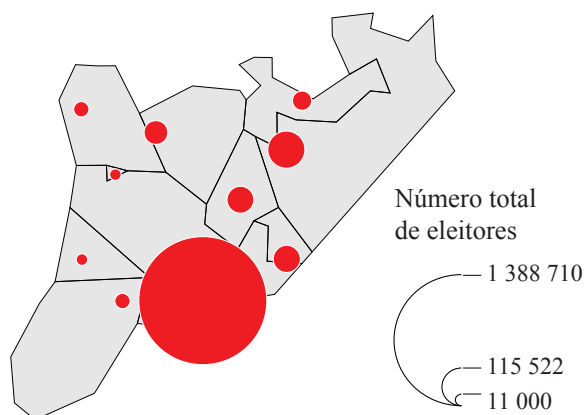 Número total
de eleitores
1 388 710
115 522
11 000